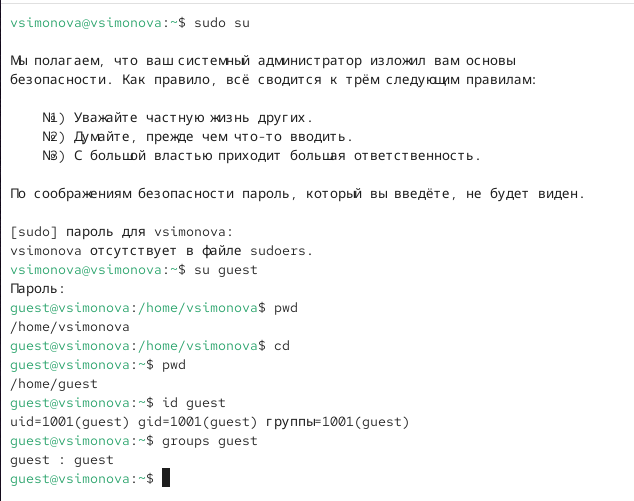 vsimonova@vsimonova:~$ sudo su
Мы полагаем, что ваш системный администратор изложил вам основы
безопасности. Как правило, всё сводится к трём следующим правилам:
№1) Уважайте частную жизнь других.
№2) Думайте, прежде чем что-то вводить.
№3) С большой властью приходит большая ответственность.
По соображениям безопасности пароль, который вы введёте, не будет виден.
[sudo] пароль для vsimonova:
vsimonova отсутствует в файле sudoers.
vsimonova@vsimonova:~$ su guest
Пароль:
guest@vsimonova:/home/vsimonova$ pwd
/home/vsimonova
guest@vsimonova:/home/vsimonova$ cd
guest@vsimonova:~$ pwd
/home/guest
guest@vsimonova:~$ id guest
uid=1001(guest) gid=1001(guest) группы=1001(guest)
guest@vsimonova:~$ groups guest
guest : guest
guest@vsimonova:~$